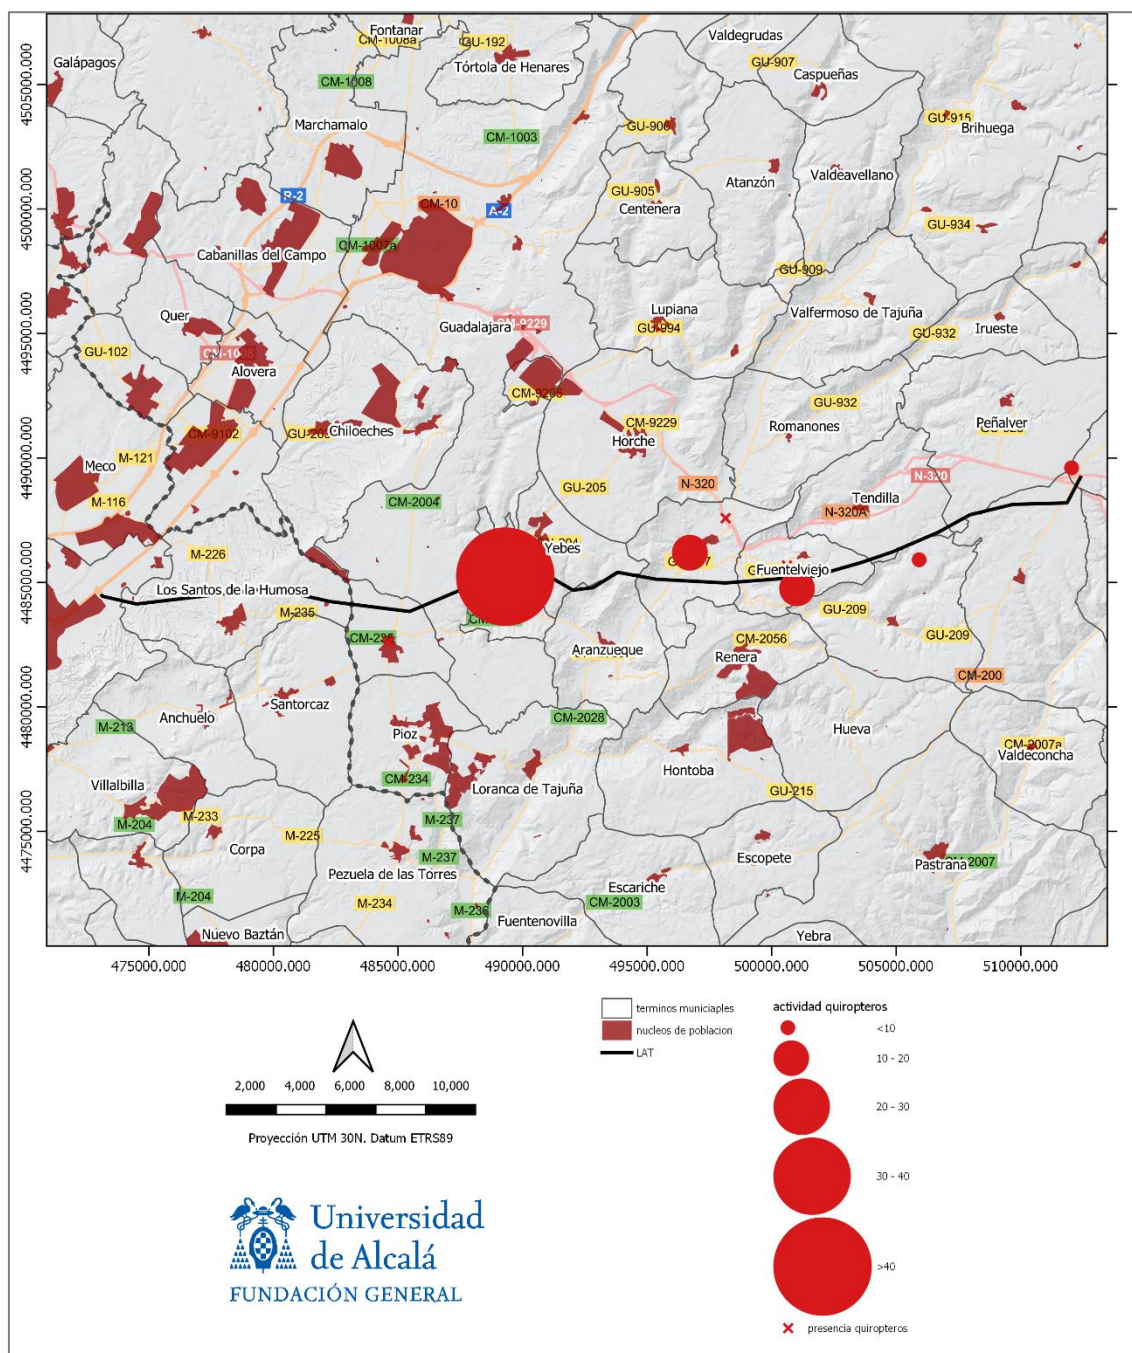 Fontanar
CM-1008a
GU-192
Valdegrudas
GU-907
Galápagos
Tórtola de Henares
Caspueñas
CM-1008
4505000.000
GU-915
Marchamalo
GU-906
Brihuega
CM-1003
Atanzón
Valdeavellano
R-2
GU-905
CM-10
A-2
Centenera
4500000.000
GU-934
CM-1007a
Cabanillas del Campo
GU-909
Lupiana
Valfermoso de Tajuña
Quer
Guadalajara
CM-9229
GU-994
GU-932
Irueste
4495000.000
GU-102
CM-1008
Alovera
CM-9205
GU-932
Peñalver
CM-9229
Romanones
CM-9102
Chiloeches
Horche
M-121
Meco
4490000.000
N-320
N-320
GU-205
M-116
CM-2004
Tendilla
N-320A
M-226
Yebes
Fuentelviejo
Los Santos de la Humosa
4485000.000
M-235
GU-209
GU-209
CM-2056
Aranzueque
Renera
CM-200
Santorcaz
Anchuelo
M-213
CM-2028
4480000.000
Pioz
Hueva
CM-2007a
Valdeconcha
Hontoba
CM-234
Villalbilla
Loranca de Tajuña
GU-215
M-204
M-233
M-237
M-225
4475000.000
Corpa
M-237
Escopete
Pezuela de las Torres
Pastrana
CM-2007
Escariche
M-204
M-234
M-236
CM-2003
Fuentenovilla
Nuevo Baztán
Yebra
475000.000 480000.000 485000.000 490000.000 495000.000 500000.000 505000.000 510000.000
terminos municiaples
nucleos de poblacion
LAT
actividad quiropteros
<10
10 - 20
20 - 30
30 - 40
>40
presencia quiropteros
2,000 4,000 6,000 8,000 10,000
Proyección UTM 30N. Datum ETRS89
Universidad
de Alcalá
FUNDACIÓN GENERAL